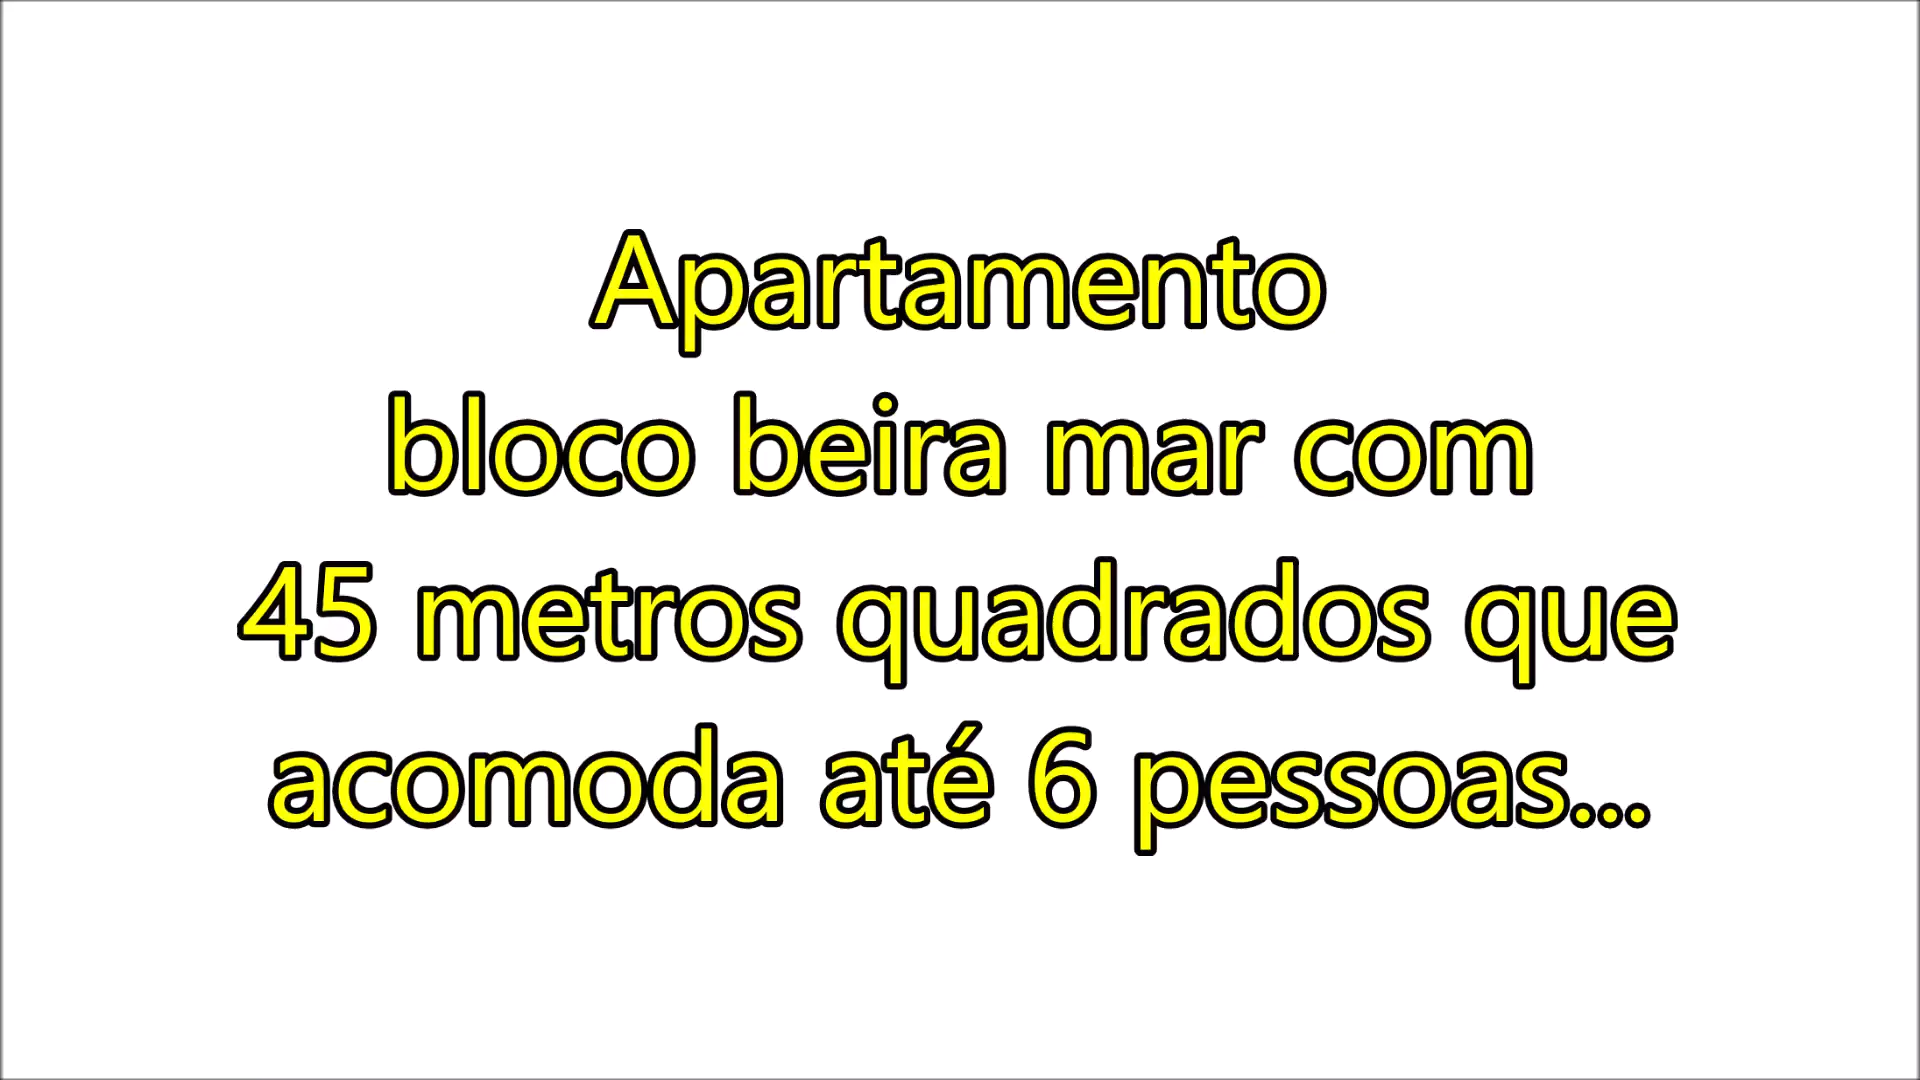 Apartamento
bloco beira mar com
45 metros quadrados que
acomoda até 6 pessoas...